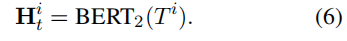 H_t^i = BERT_2(T^i). (6)